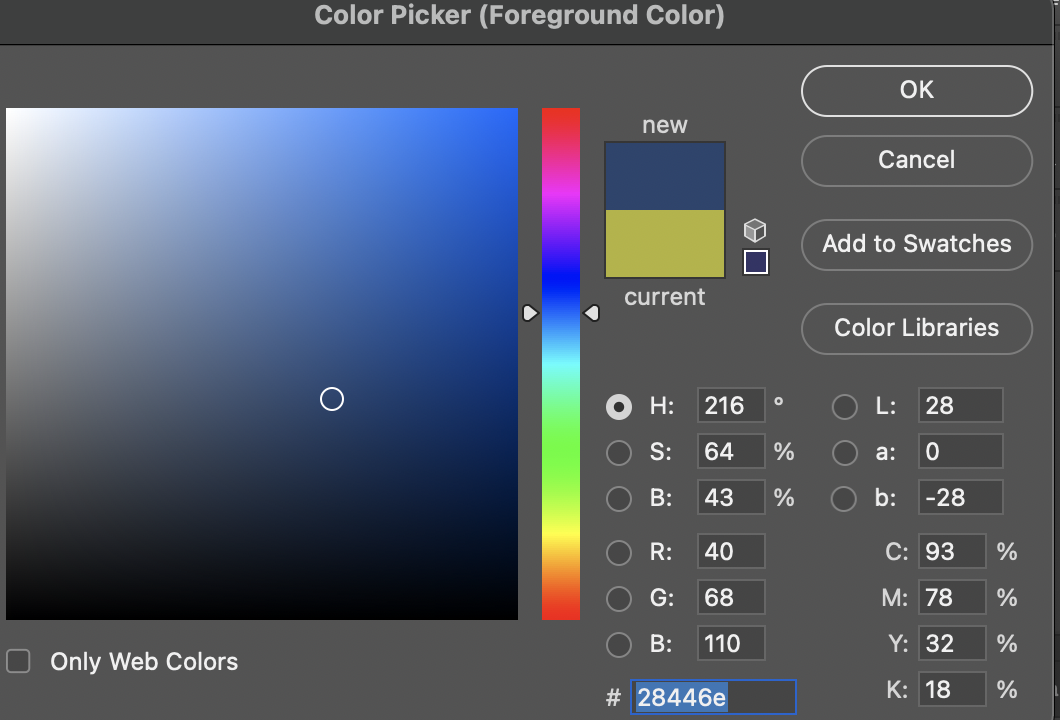 Color Picker (Foreground Color)
new
current
OK
Cancel
Add to Swatches
Color Libraries
H: 216 °
S: 64 %
B: 43 %
R: 40
G: 68
B: 110
# 28446e
L: 28
a: 0
b: -28
C: 93 %
M: 78 %
Y: 32 %
K: 18 %
Only Web Colors